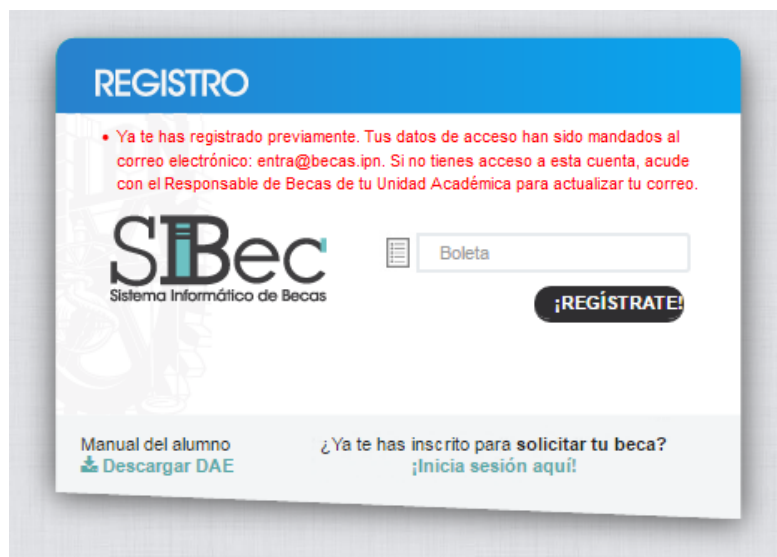 REGISTRO
• Ya te has registrado previamente. Tus datos de acceso han sido mandados al
correo electrónico: entra@becas.ipn. Si no tienes acceso a esta cuenta, acude
con el Responsable de Becas de tu Unidad Académica para actualizar tu correo.
SIBec
Sistema Informático de Becas
Boleta
¡REGÍSTRATE!
Manual del alumno
Descargar DAE
¿Ya te has inscrito para solicitar tu beca?
¡Inicia sesión aquí!